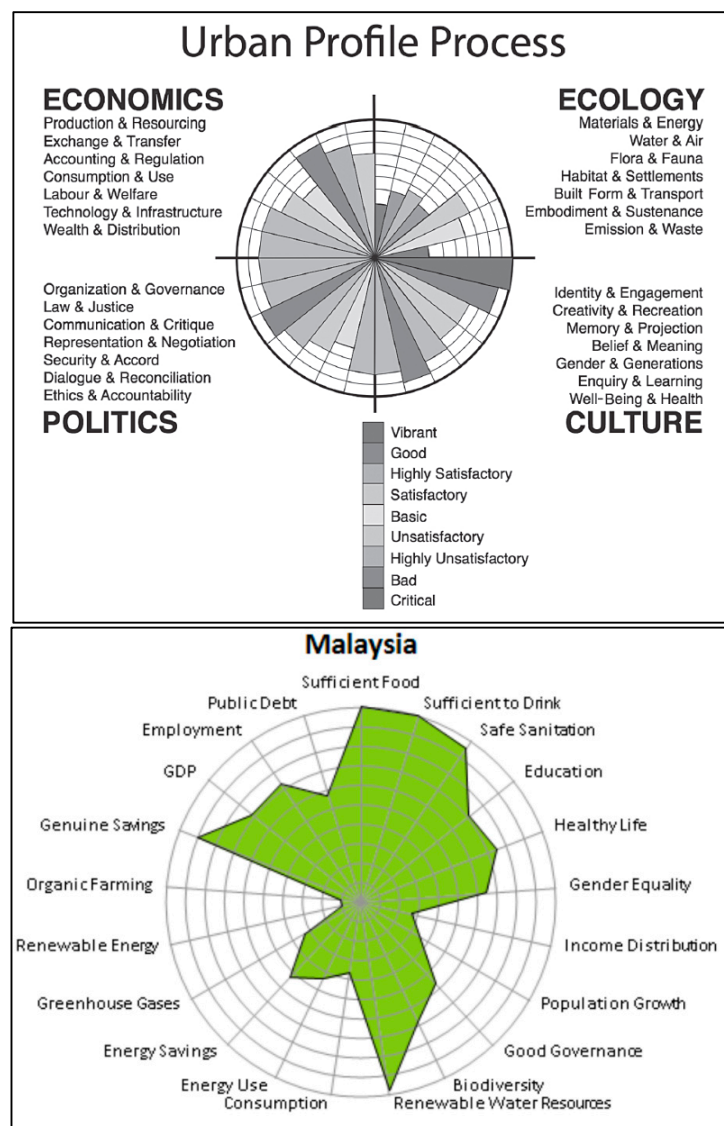 Urban Profile Process
ECONOMICS
Production & Resourcing
Exchange & Transfer
Accounting & Regulation
Consumption & Use
Labour & Welfare
Technology & Infrastructure
Wealth & Distribution
ECOLOGY
Materials & Energy
Water & Air
Flora & Fauna
Habitat & Settlements
Built Form & Transport
Embodiment & Sustenance
Emission & Waste
Organization & Governance
Law & Justice
Communication & Critique
Representation & Negotiation
Security & Accord
Dialogue & Reconciliation
Ethics & Accountability
POLITICS
Identity & Engagement
Creativity & Recreation
Memory & Projection
Belief & Meaning
Gender & Generations
Enquiry & Learning
Well-Being & Health
CULTURE
Vibrant
Good
Highly Satisfactory
Satisfactory
Basic
Unsatisfactory
Highly Unsatisfactory
Bad
Critical
Malaysia
Sufficient Food
Sufficient to Drink
Safe Sanitation
Education
Healthy Life
Gender Equality
Income Distribution
Population Growth
Good Governance
Biodiversity
Renewable Water Resources
Consumption
Energy Use
Energy Savings
Greenhouse Gases
Renewable Energy
Organic Farming
Genuine Savings
GDP
Employment
Public Debt